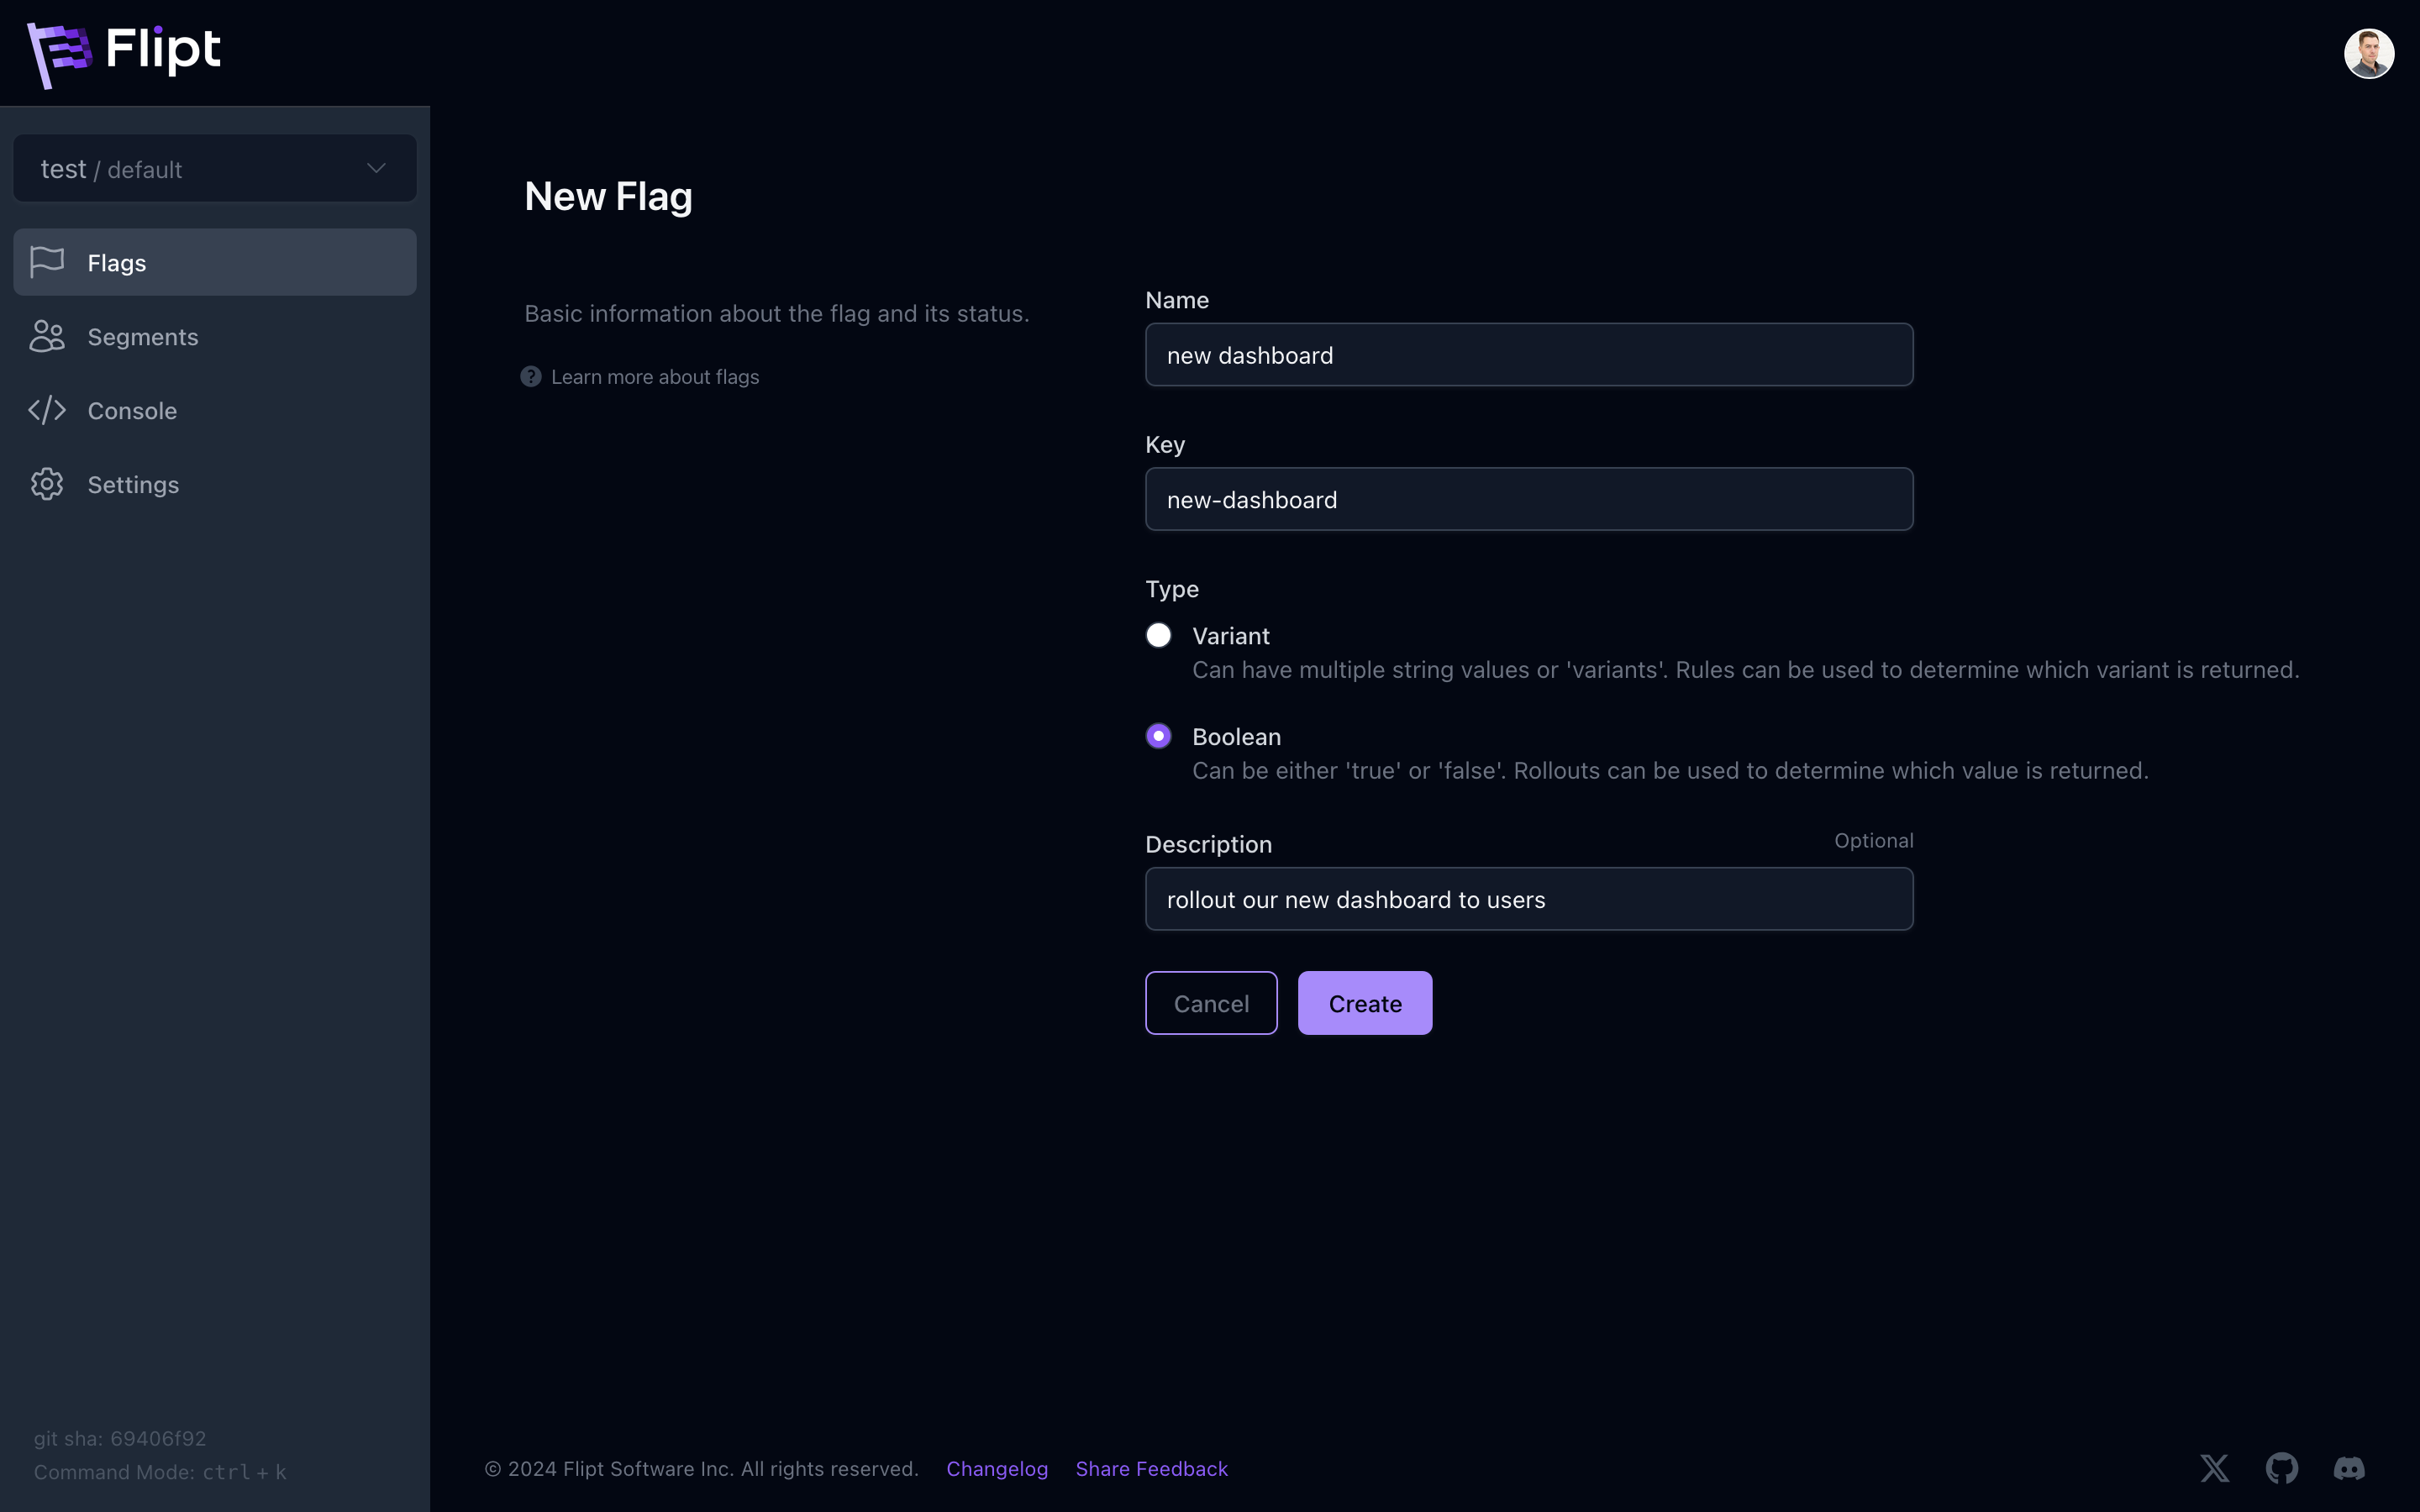 Flipt
test / default
Flags
Segments
Console
Settings
git sha: 69406f92
Command Mode: ctrl + k
New Flag
Basic information about the flag and its status.
? Learn more about flags
Name
new dashboard
Key
new-dashboard
Type
Variant
Can have multiple string values or 'variants'. Rules can be used to determine which variant is returned.
Boolean
Can be either 'true' or 'false'. Rollouts can be used to determine which value is returned.
Description Optional
rollout our new dashboard to users
Cancel Create
© 2024 Flipt Software Inc. All rights reserved. Changelog Share Feedback